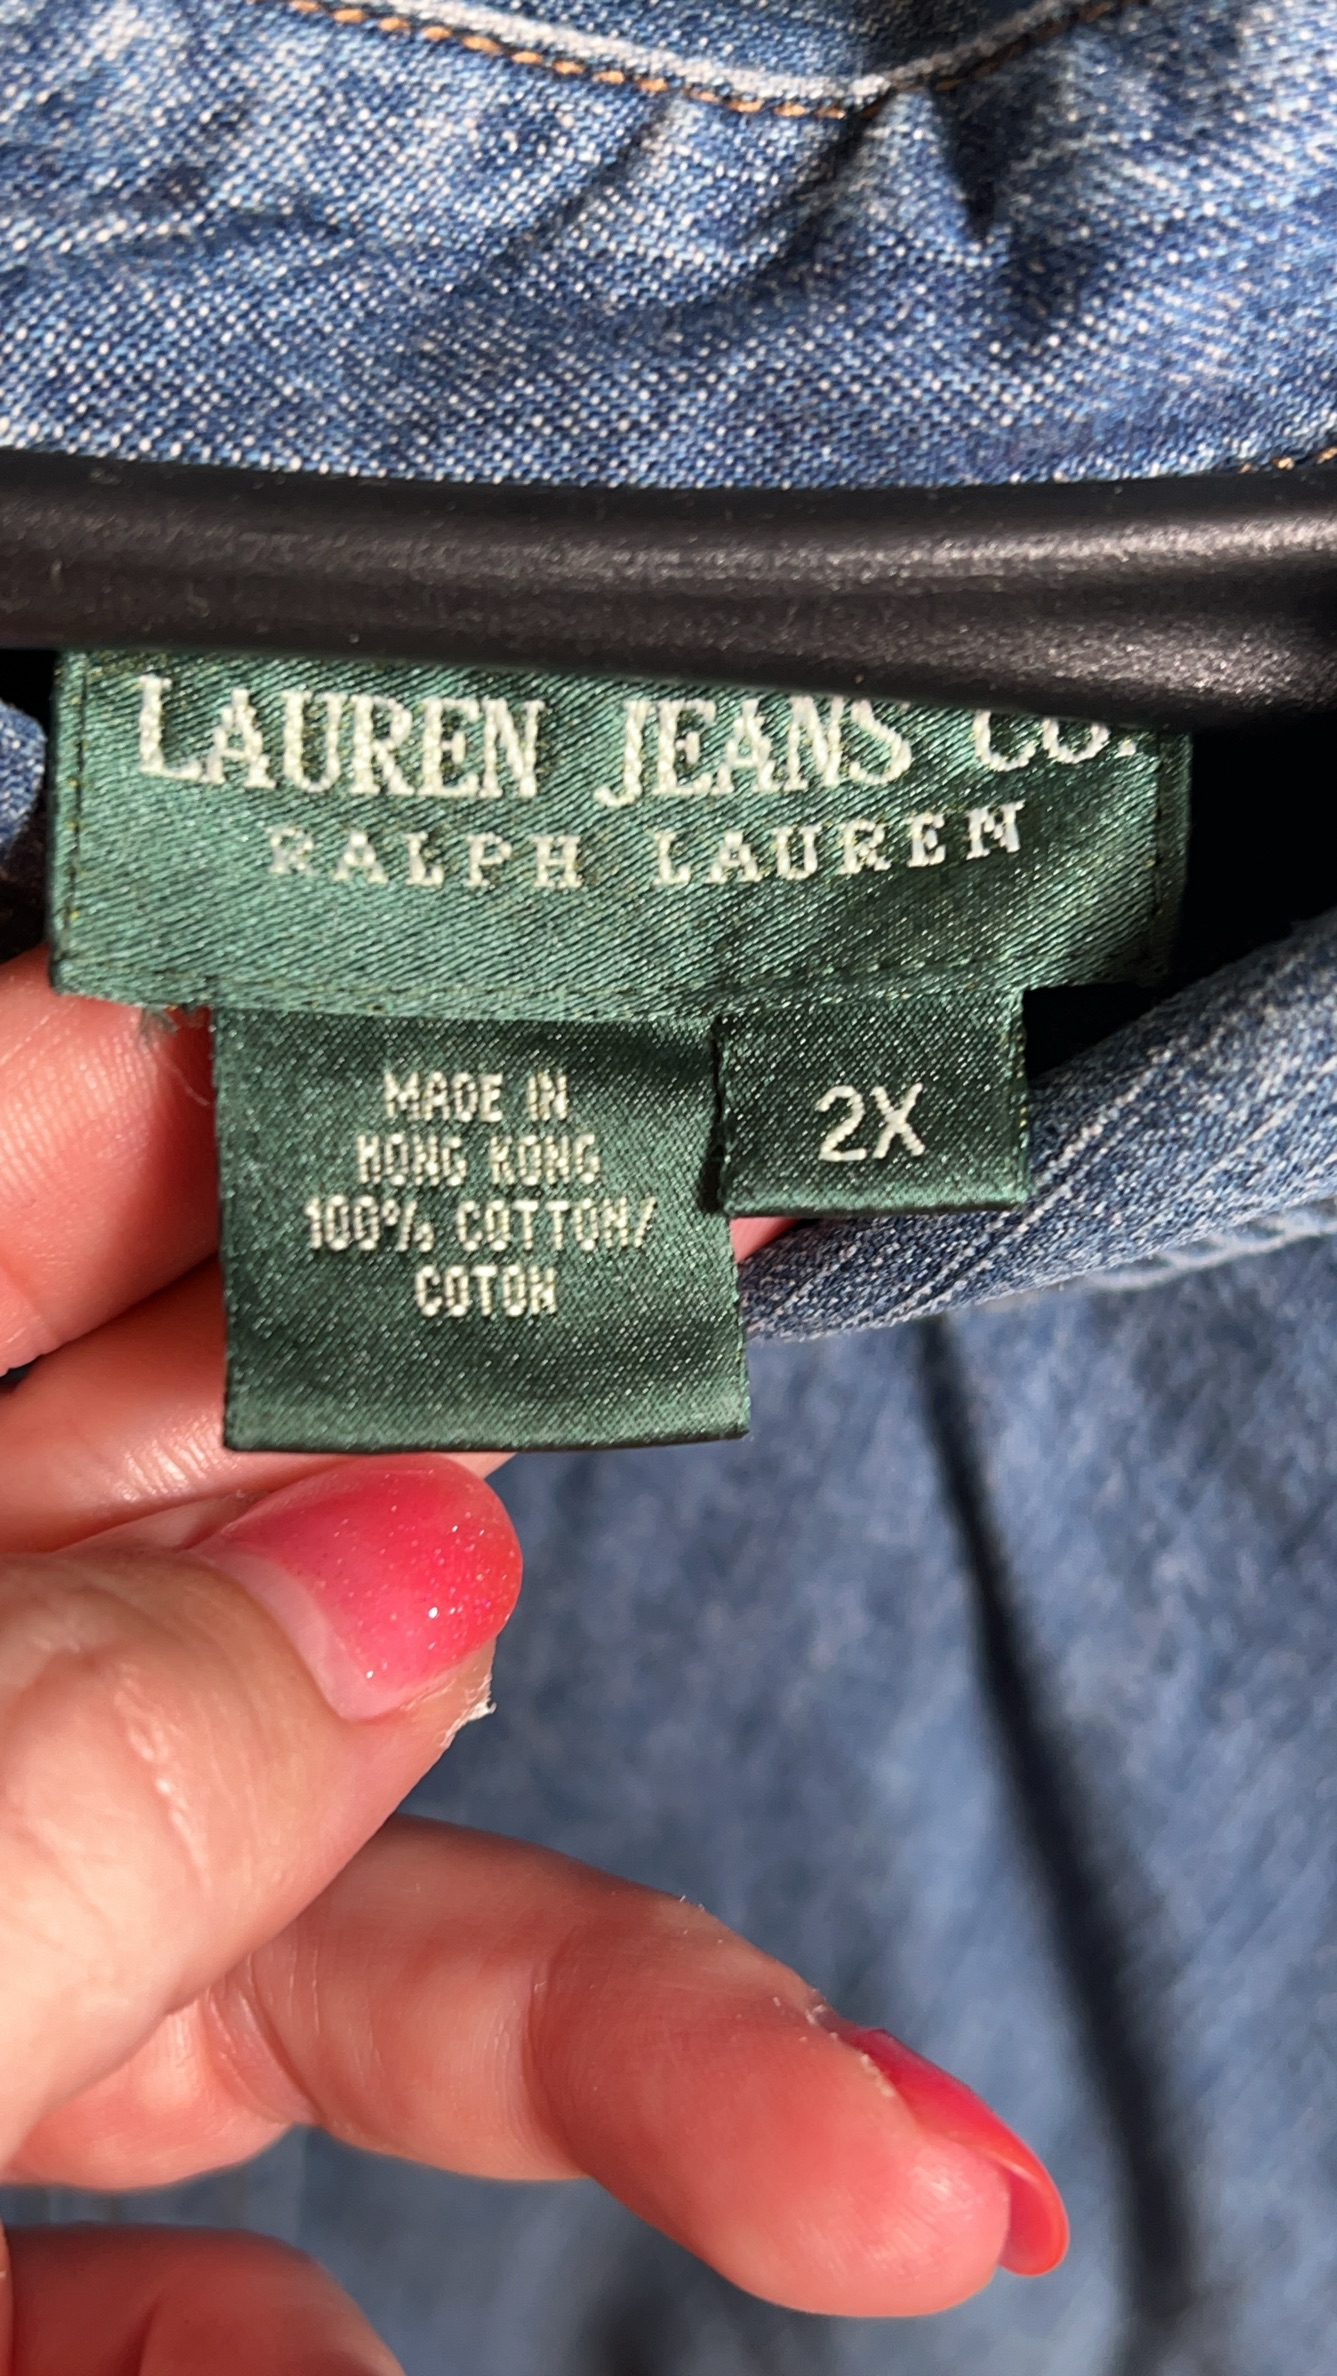 LAUREN JEANS CO.
RALPH LAUREN
MADE IN
HONG KONG
100% COTTON/
COTON
2X